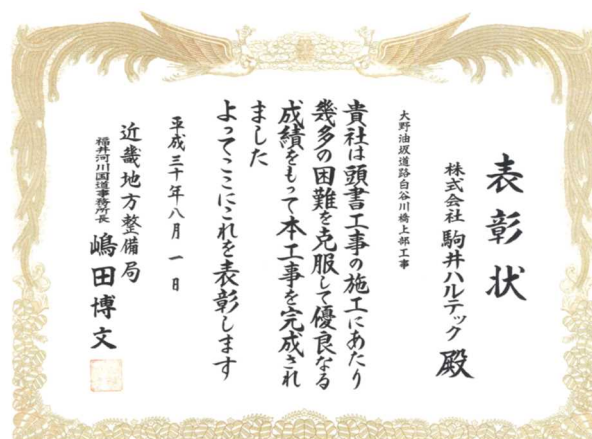 表彰状
株式会社 駒井ハルテック 殿
大野油坂道路白谷川橋上部工事
貴社は頭書工事の施工にあたり
幾多の困難を克服して優良なる
成績をもって本工事を完成され
ました
よってここにこれを表彰します
平成三十年八月一日
近畿地方整備局
福井河川国道事務所長 嶋田博文